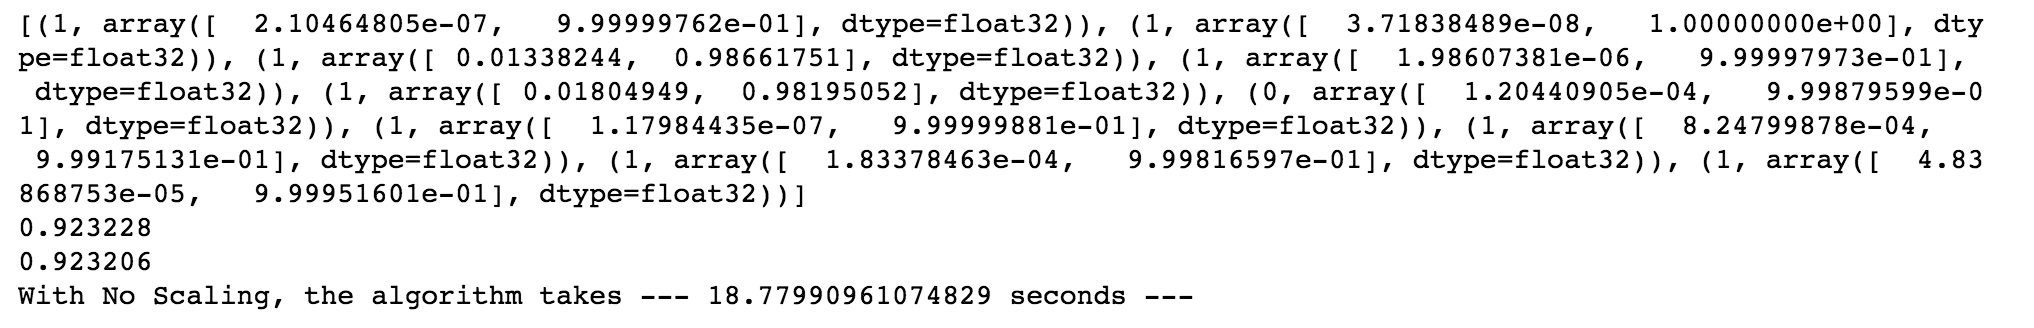 [(1, array([  2.10464805e-07,   9.99999762e-01], dtype=float32)), (1, array([  3.71838489e-08,   1.00000000e+00], dty
pe=float32)), (1, array([ 0.01338244,  0.98661751], dtype=float32)), (1, array([  1.98607381e-06,   9.99997973e-01],
 dtype=float32)), (1, array([ 0.01804949,  0.98195052], dtype=float32)), (0, array([  1.20440905e-04,   9.99879599e-0
1], dtype=float32)), (1, array([  1.17984435e-07,   9.99999881e-01], dtype=float32)), (1, array([  8.24799878e-04,
 9.99175131e-01], dtype=float32)), (1, array([  1.83378463e-04,   9.99816597e-01], dtype=float32)), (1, array([  4.83
868753e-05,   9.99951601e-01], dtype=float32))]
0.923228
0.923206
With No Scaling, the algorithm takes --- 18.77990961074829 seconds ---